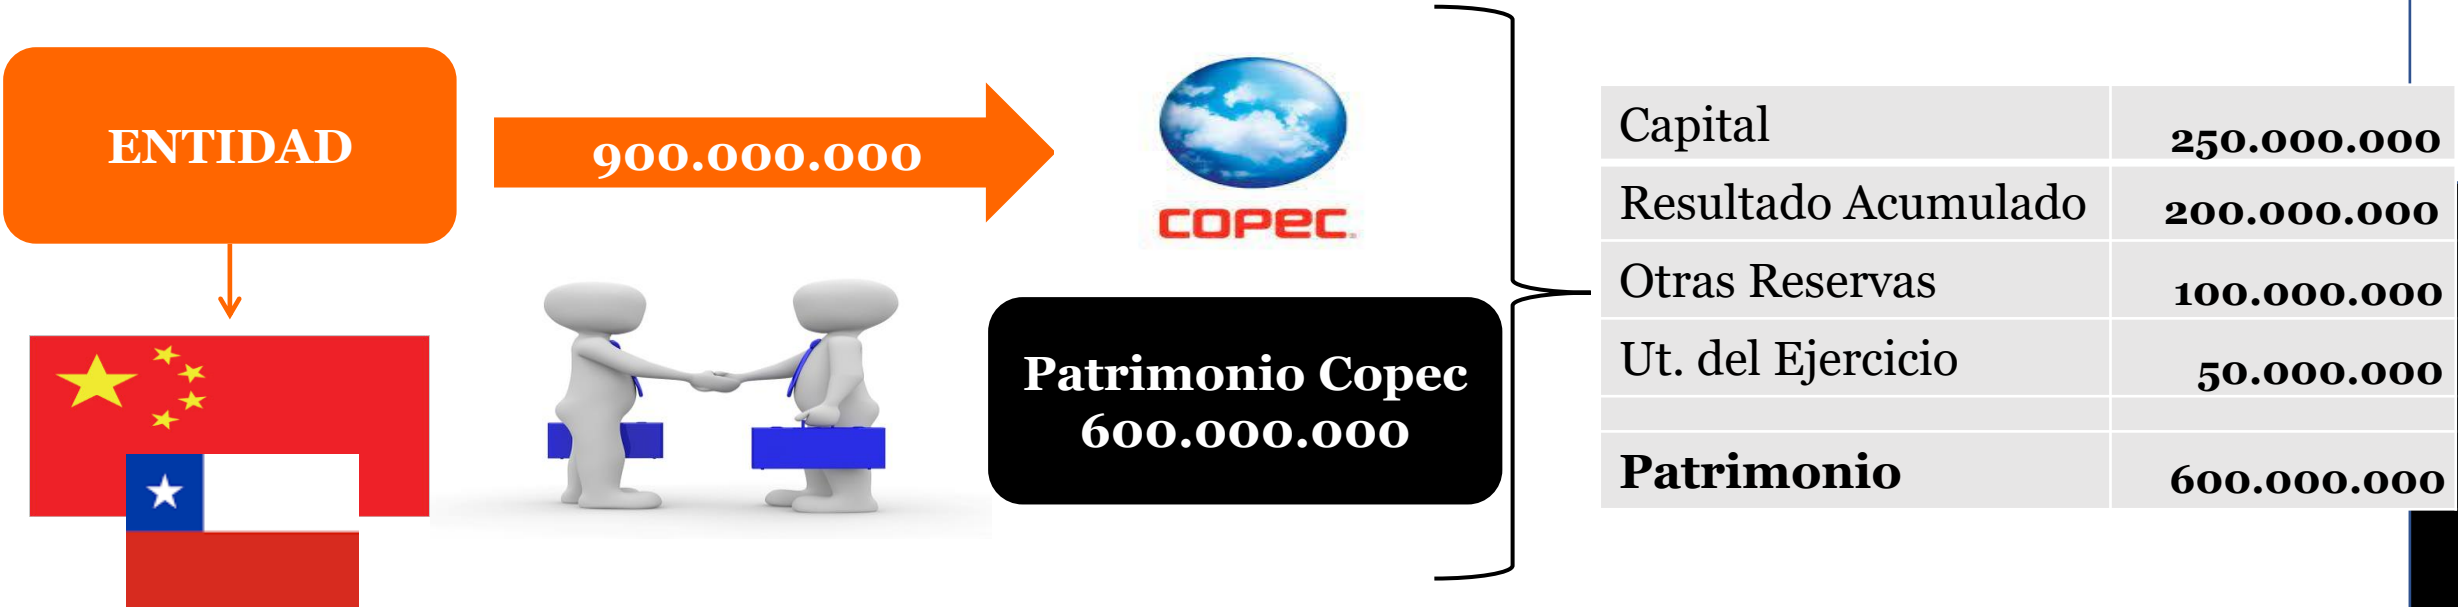 ENTIDAD
900.000.000
COPEC
Patrimonio Copec
600.000.000
Capital 250.000.000
Resultado Acumulado 200.000.000
Otras Reservas 100.000.000
Ut. del Ejercicio 50.000.000
Patrimonio 600.000.000